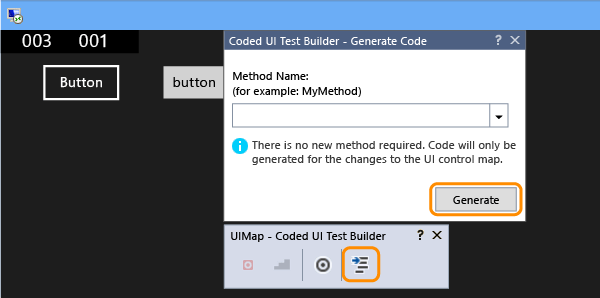 003 001
Coded UI Test Builder - Generate Code ? ×
Button
button
Method Name:
(for example: MyMethod)
There is no new method required. Code will only be
generated for the changes to the UI control map.
Generate
UIMap - Coded UI Test Builder ? ×